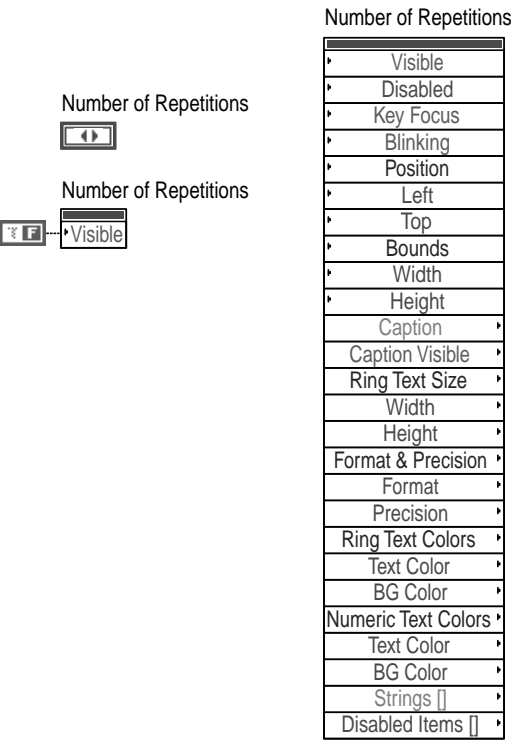 Number of Repetitions
Number of Repetitions
F
Visible
Number of Repetitions
Visible
Disabled
Key Focus
Blinking
Position
Left
Top
Bounds
Width
Height
Caption
Caption Visible
Ring Text Size
Width
Height
Format & Precision
Format
Precision
Ring Text Colors
Text Color
BG Color
Numeric Text Colors
Text Color
BG Color
Strings []
Disabled Items []